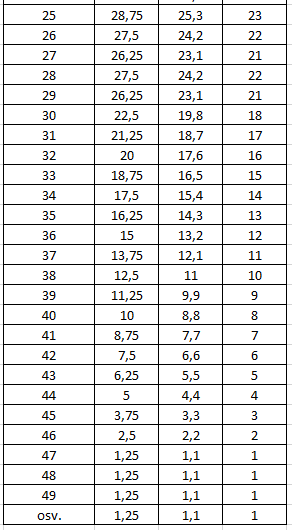 25 28,75 25,3 23
26 27,5 24,2 22
27 26,25 23,1 21
28 27,5 24,2 22
29 26,25 23,1 21
30 22,5 19,8 18
31 21,25 18,7 17
32 20 17,6 16
33 18,75 16,5 15
34 17,5 15,4 14
35 16,25 14,3 13
36 15 13,2 12
37 13,75 12,1 11
38 12,5 11 10
39 11,25 9,9 9
40 10 8,8 8
41 8,75 7,7 7
42 7,5 6,6 6
43 6,25 5,5 5
44 5 4,4 4
45 3,75 3,3 3
46 2,5 2,2 2
47 1,25 1,1 1
48 1,25 1,1 1
49 1,25 1,1 1
osv. 1,25 1,1 1